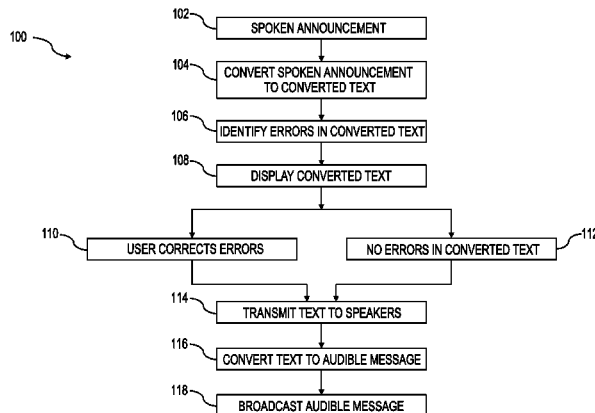 102
SPOKEN ANNOUNCEMENT
100
104
CONVERT SPOKEN ANNOUNCEMENT
TO CONVERTED TEXT
106
IDENTIFY ERRORS IN CONVERTED TEXT
108
DISPLAY CONVERTED TEXT
110
USER CORRECTS ERRORS
NO ERRORS IN CONVERTED TEXT
112
114
TRANSMIT TEXT TO SPEAKERS
116
CONVERT TEXT TO AUDIBLE MESSAGE
118
BROADCAST AUDIBLE MESSAGE